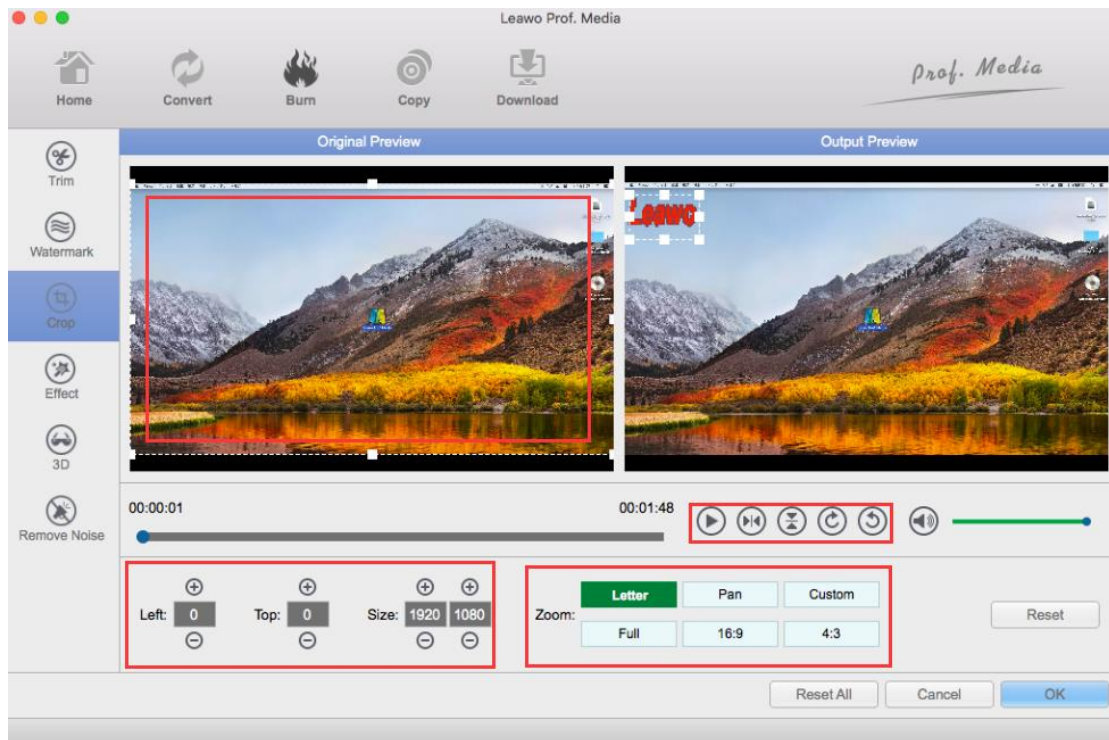 Leawo Prof. Media
Home
Convert
Burn
Copy
Download
Prof. Media
Trim
Watermark
Crop
Effect
3D
Remove Noise
Original Preview
Output Preview
Leawo
00:00:01
00:01:48
Left: 0
Top: 0
Size: 1920 1080
Zoom:
Letter Pan Custom
Full 16:9 4:3
Reset
Reset All Cancel OK